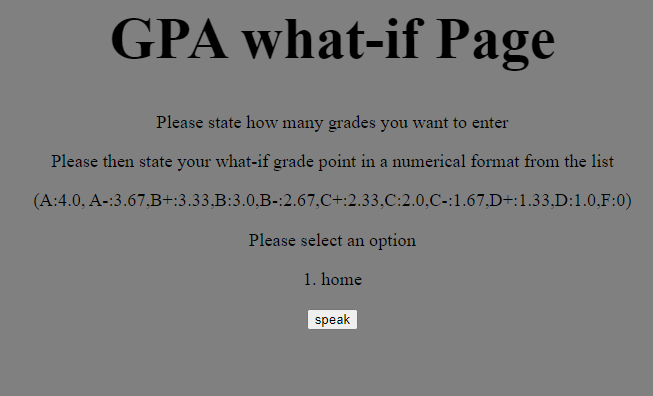 GPA what-if Page
Please state how many grades you want to enter
Please then state your what-if grade point in a numerical format from the list
(A:4.0, A-:3.67,B+:3.33,B:3.0,B-:2.67,C+:2.33,C:2.0,C-:1.67,D+:1.33,D:1.0,F:0)
Please select an option
1. home
speak